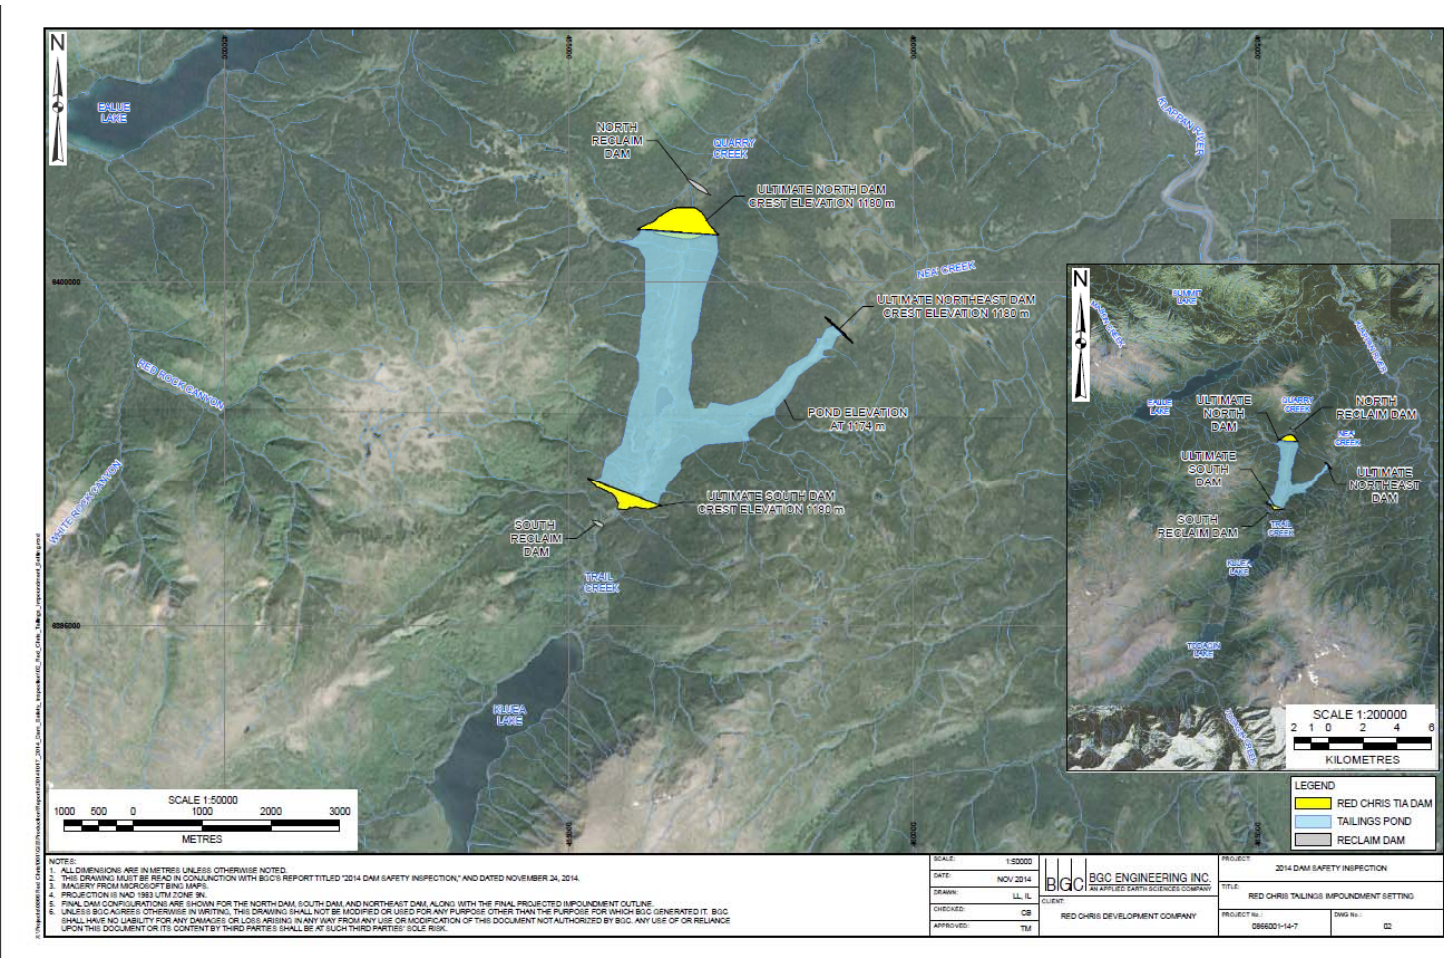 N
EALUE
LAKE
NORTH
RECLAIM
DAM
QUARRY
CREEK
KLAPPAN RIVER
ULTIMATE NORTH DAM
CREST ELEVATION 1180 m
NEA' CREEK
ULTIMATE NORTHEAST DAM
CREST ELEVATION 1180 m
6400000
RED ROCK CANYON
POND ELEVATION
AT 1174 m
WHITE ROCK CANYON
ULTIMATE SOUTH DAM
CREST ELEVATION 1180 m
SOUTH
RECLAIM
DAM
TRAIL
CREEK
6395000
KLUEA
LAKE
SCALE 1:50000
1000 500 0 1000 2000 3000
METRES
N
SUMMIT
LAKE
KLAPPAN RIVER
EALUE
LAKE
ULTIMATE
NORTH
DAM
QUARRY
CREEK
NORTH
RECLAIM DAM
NEA'
CREEK
ULTIMATE
SOUTH
DAM
ULTIMATE
NORTHEAST
DAM
SOUTH
RECLAIM DAM
TRAIL
CREEK
KLUEA
LAKE
TODAGIN
LAKE
SCALE 1:200000
2 1 0 2 4 6
KILOMETRES
LEGEND
RED CHRIS TIA DAM
TAILINGS POND
RECLAIM DAM
NOTES:
1. ALL DIMENSIONS ARE IN METRES UNLESS OTHERWISE NOTED.
2. THIS DRAWING MUST BE READ IN CONJUNCTION WITH BGC'S REPORT TITLED "2014 DAM SAFETY INSPECTION," AND DATED NOVEMBER 24, 2014.
3. IMAGERY FROM MICROSOFT BING MAPS.
4. PROJECTION IS NAD 1983 UTM ZONE 9N.
5. FINAL DAM CONFIGURATIONS ARE SHOWN FOR THE NORTH DAM, SOUTH DAM, AND NORTHEAST DAM, ALONG WITH THE FINAL PROJECTED IMPOUNDMENT OUTLINE.
6. UNLESS BGC AGREES OTHERWISE IN WRITING, THIS DRAWING SHALL NOT BE MODIFIED OR USED FOR ANY PURPOSE OTHER THAN THE PURPOSE FOR WHICH BGC GENERATED IT. BGC
SHALL HAVE NO LIABILITY FOR ANY DAMAGES OR LOSS ARISING IN ANY WAY FROM ANY USE OR MODIFICATION OF THIS DOCUMENT NOT AUTHORIZED BY BGC. ANY USE OF OR RELIANCE
UPON THIS DOCUMENT OR ITS CONTENT BY THIRD PARTIES SHALL BE AT SUCH THIRD PARTIES' SOLE RISK.
SCALE: 1:50000
DATE: NOV 2014
DRAWN: LL, IL
CHECKED: CB
APPROVED: TM
BGC
BGC ENGINEERING INC.
AN APPLIED EARTH SCIENCES COMPANY
CLIENT:
RED CHRIS DEVELOPMENT COMPANY
PROJECT:
2014 DAM SAFETY INSPECTION
TITLE:
RED CHRIS TAILINGS IMPOUNDMENT SETTING
PROJECT No.:
0866001-14-7
DWG No.:
02